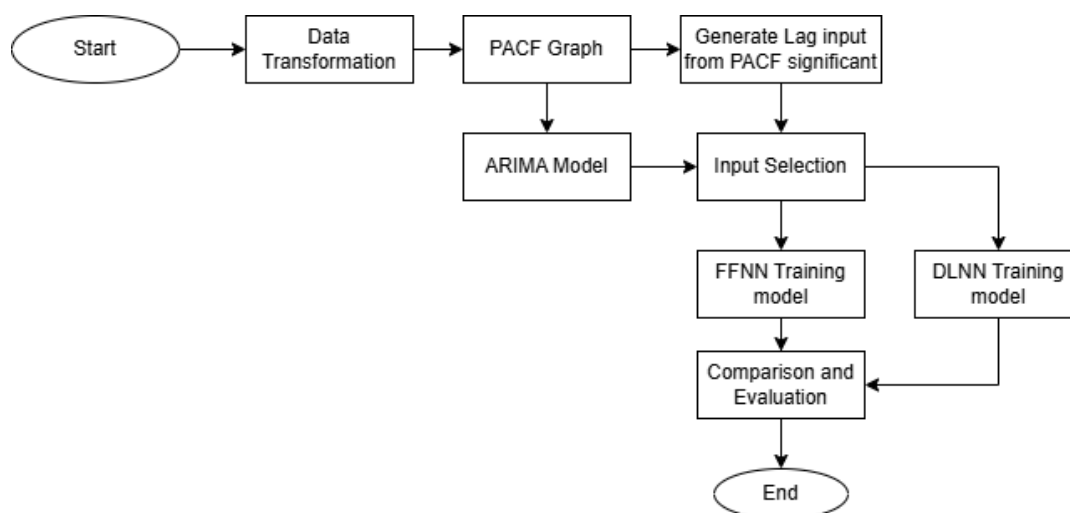 Start
Data
Transformation
PACF Graph
Generate Lag input
from PACF significant
ARIMA Model
Input Selection
FFNN Training
model
DLNN Training
model
Comparison and
Evaluation
End